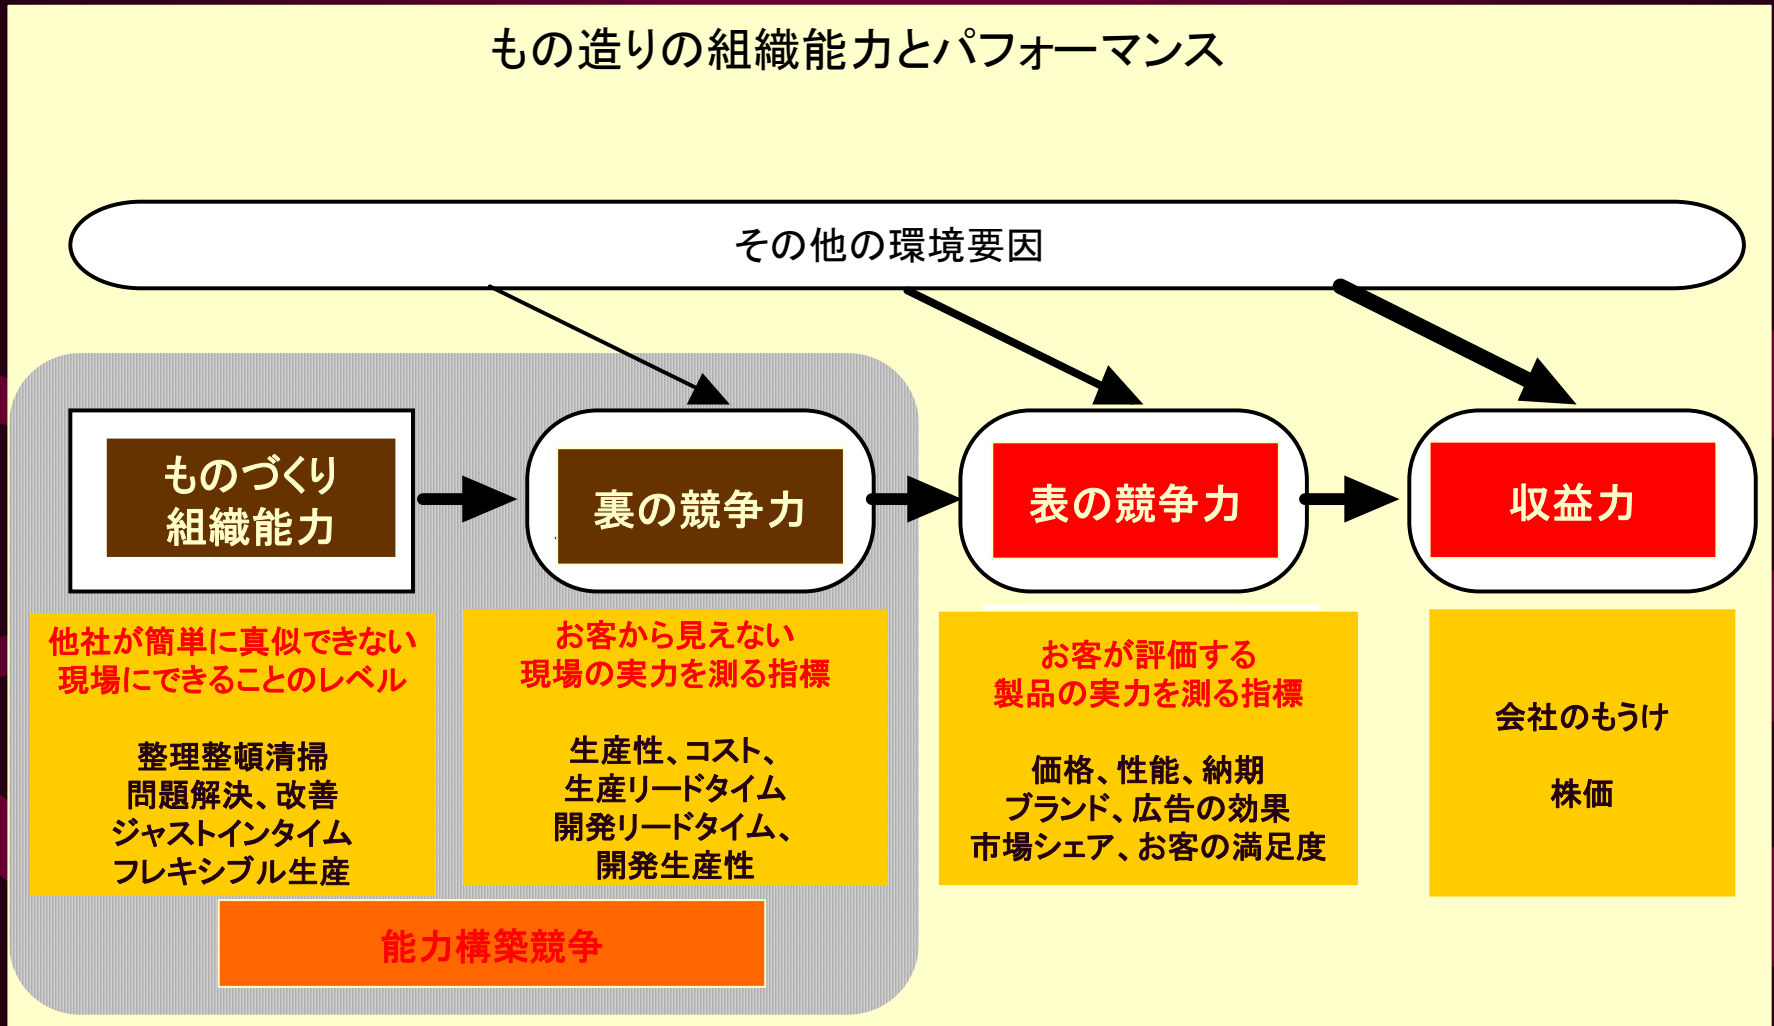 もの造りの組織能力とパフォーマンス
その他の環境要因
ものづくり
組織能力
裏の競争力
表の競争力
収益力
他社が簡単に真似できない
現場にできることのレベル
整理整頓清掃
問題解決、改善
ジャストインタイム
フレキシブル生産
お客から見えない
現場の実力を測る指標
生産性、コスト、
生産リードタイム
開発リードタイム、
開発生産性
お客が評価する
製品の実力を測る指標
価格、性能、納期
ブランド、広告の効果
市場シェア、お客の満足度
会社のもうけ
株価
能力構築競争